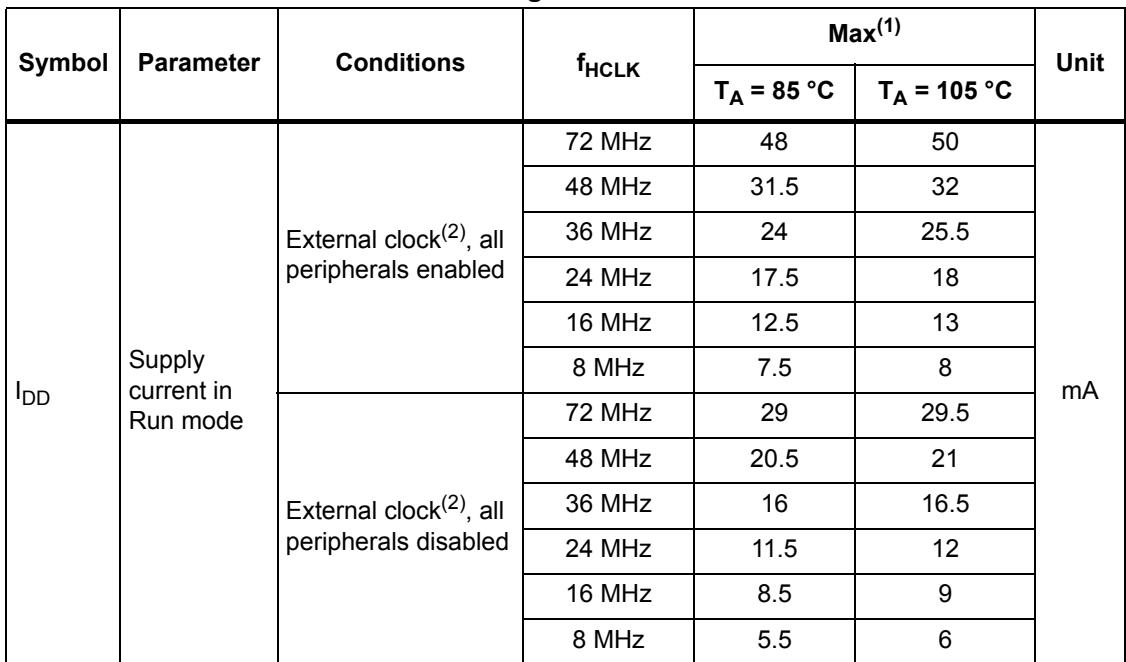 Symbol Parameter Conditions fHCLK Max(1) Unit
TA = 85 °C TA = 105 °C
IDD Supply current in Run mode External clock(2), all peripherals enabled 72 MHz 48 50 mA
48 MHz 31.5 32
36 MHz 24 25.5
24 MHz 17.5 18
16 MHz 12.5 13
8 MHz 7.5 8
External clock(2), all peripherals disabled 72 MHz 29 29.5
48 MHz 20.5 21
36 MHz 16 16.5
24 MHz 11.5 12
16 MHz 8.5 9
8 MHz 5.5 6